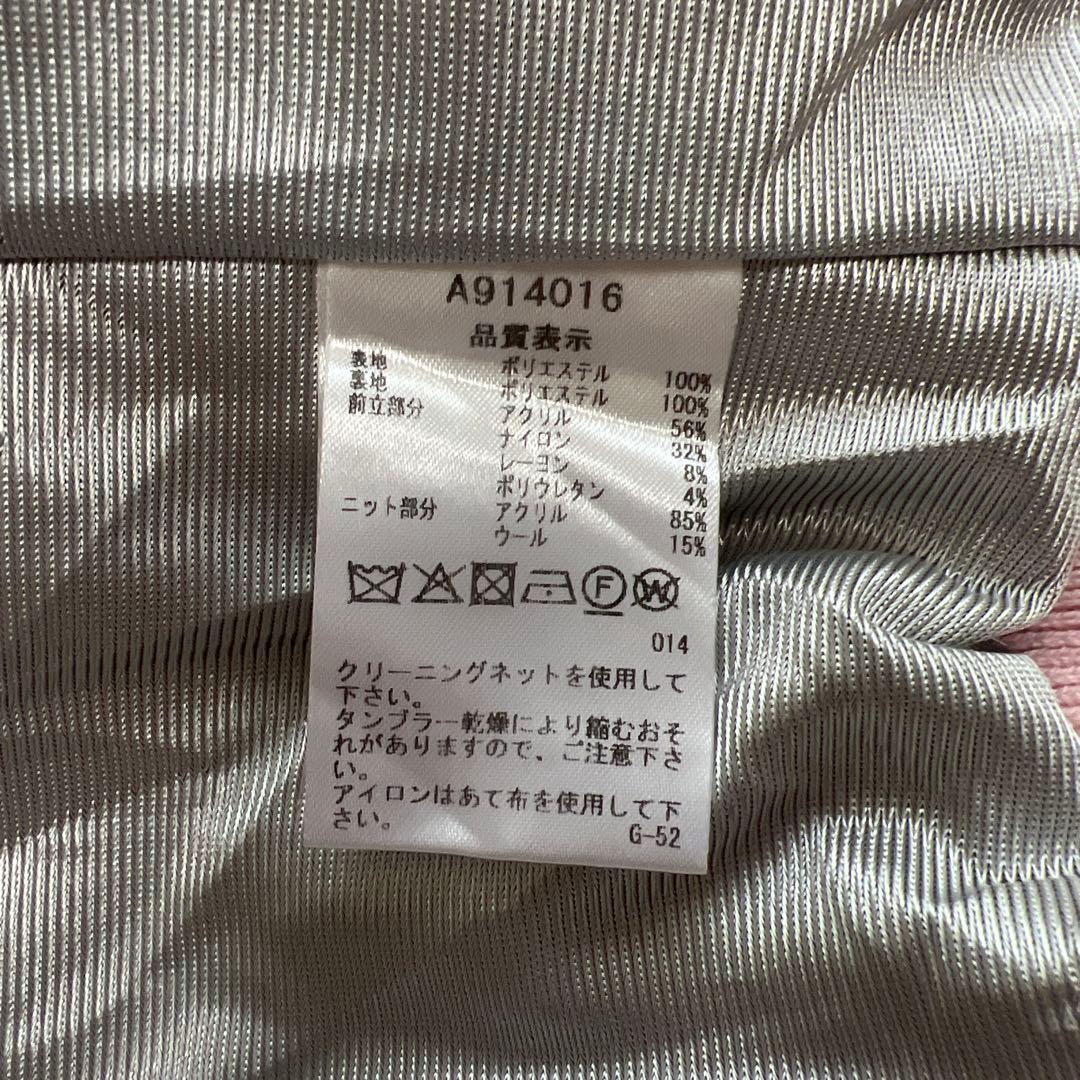 A914016
品質表示
表地 ポリエステル 100%
裏地 ポリエステル 100%
前立部分 アクリル 56%
ナイロン 32%
レーヨン 8%
ポリウレタン 4%
ニット部分 アクリル 85%
ウール 15%
F W
014
クリーニングネットを使用して
下さい。
タンブラー乾燥により縮むおそ
れがありますので、ご注意下さ
い。
アイロンはあて布を使用して下
さい。 G-52